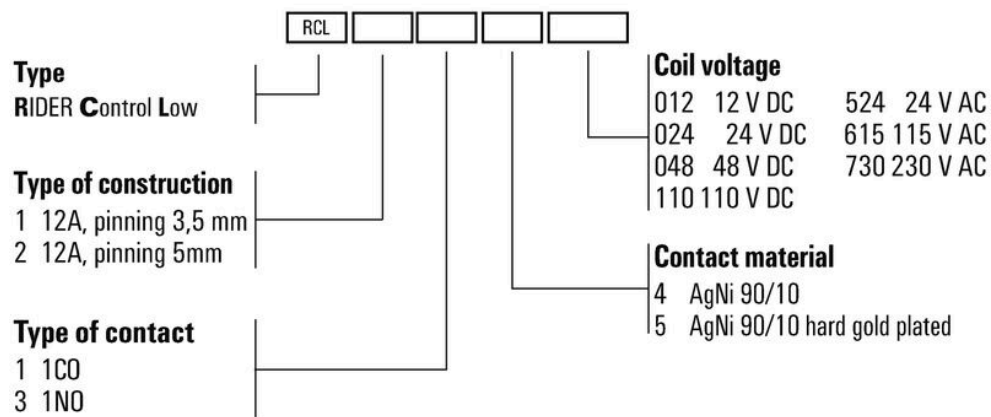 RCL
Type
RIDER Control Low
Type of construction
1 12A, pinning 3,5 mm
2 12A, pinning 5mm
Type of contact
1 1CO
3 1NO
Coil voltage
012 12 V DC 524 24 V AC
024 24 V DC 615 115 V AC
048 48 V DC 730 230 V AC
110 110 V DC
Contact material
4 AgNi 90/10
5 AgNi 90/10 hard gold plated